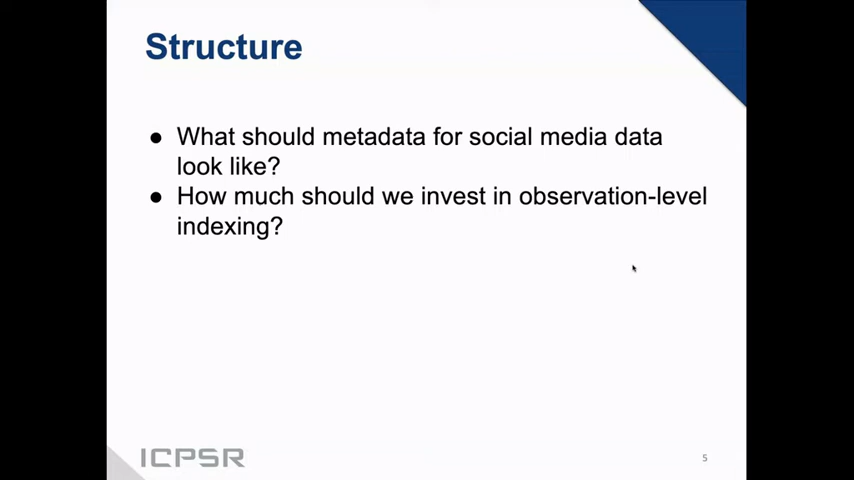 Structure
● What should metadata for social media data
look like?
● How much should we invest in observation-level
indexing?
ICPSR
5